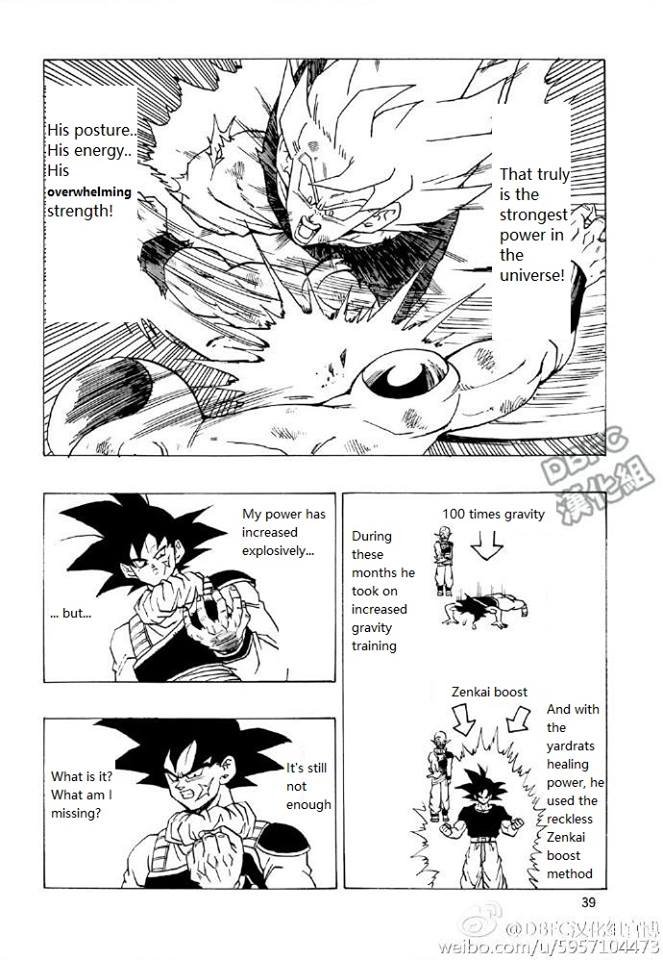 His posture..
His energy..
His
overwhelming
strength!
That truly
is the
strongest
power in
the
universe!
DBFC
漢化組
My power has
increased
explosively...
... but...
What is it?
What am I
missing?
It's still
not
enough
During
these
months he
took on
increased
gravity
training
100 times gravity
Zenkai boost
And with
the
yardrats
healing
power, he
used the
reckless
Zenkai
boost
method
39
@DBFC汉化组官博
weibo.com/u/5957104473